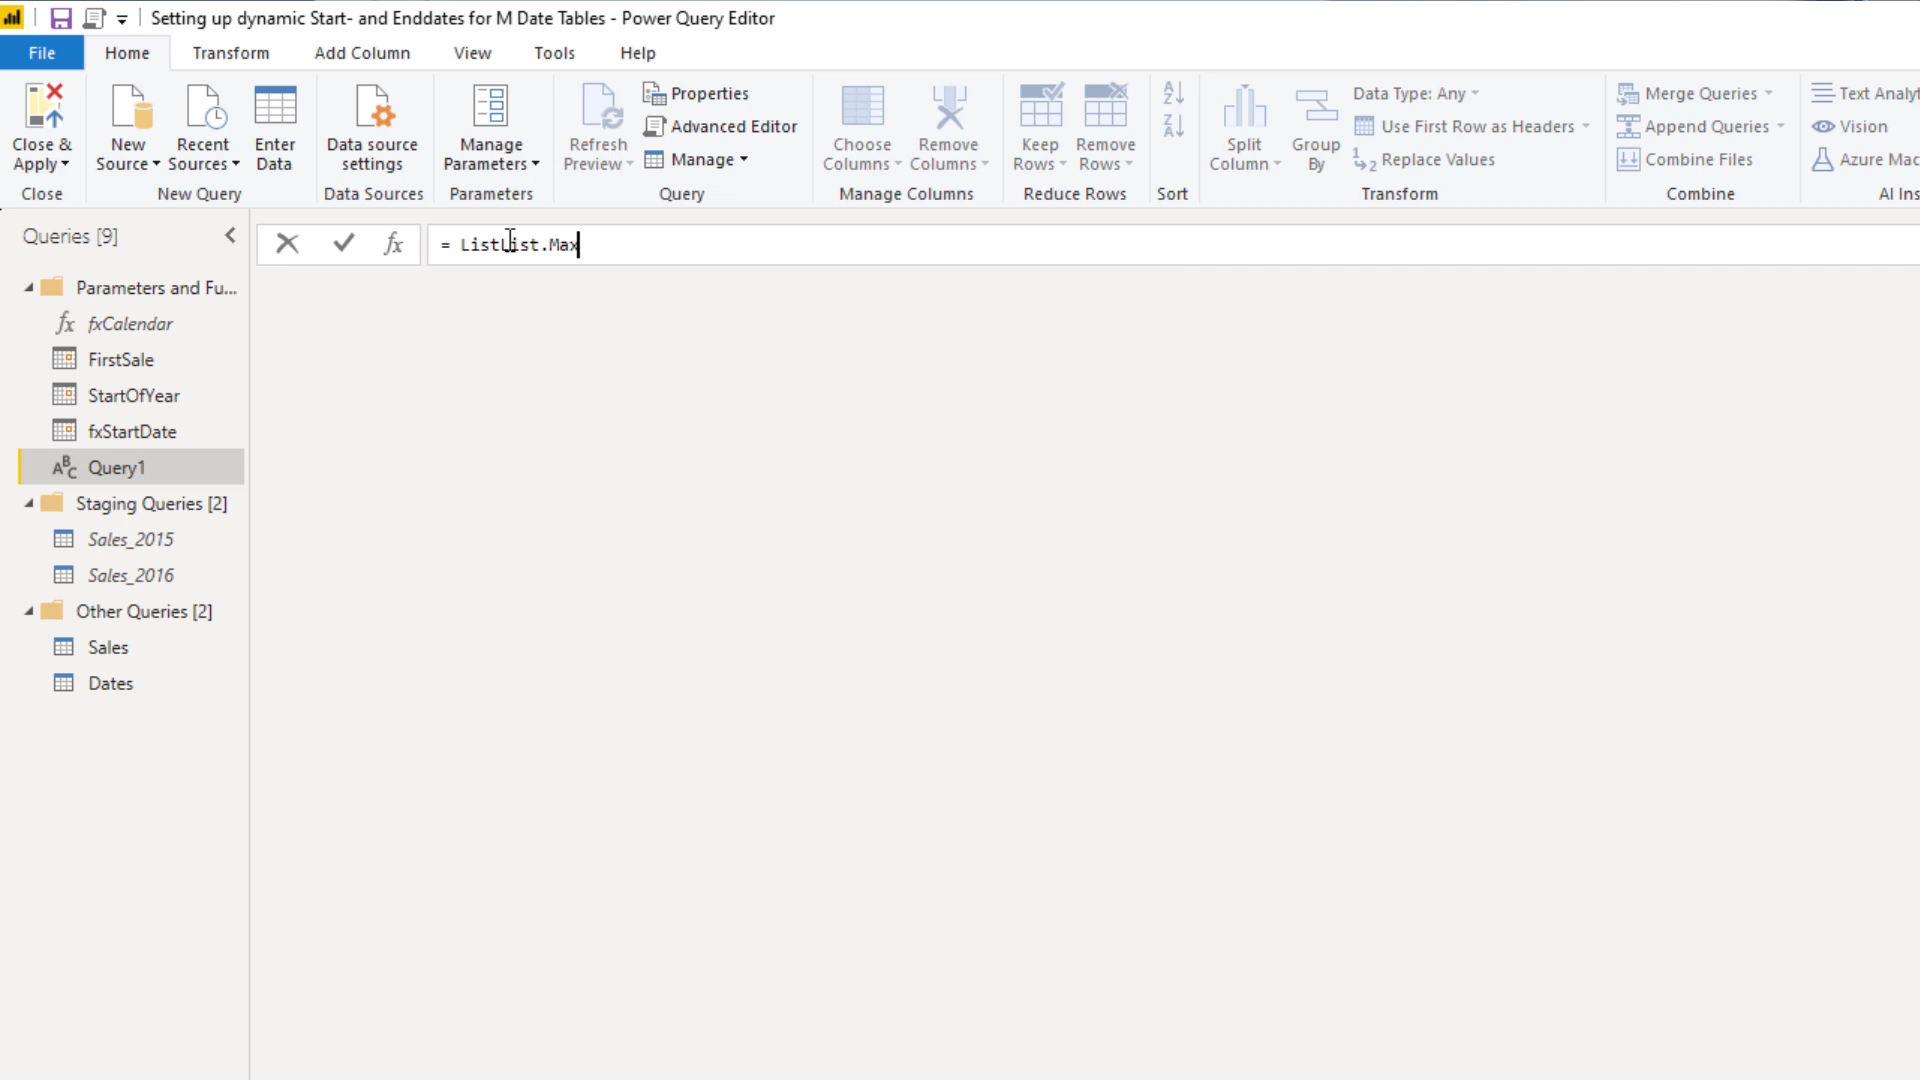 Setting up dynamic Start- and Enddates for M Date Tables - Power Query Editor
File Home Transform Add Column View Tools Help
Close & Apply
New Source
Recent Sources
Enter Data
Data source settings
Manage Parameters
Refresh Preview
Properties
Advanced Editor
Manage
Choose Columns
Remove Columns
Keep Rows
Remove Rows
A Z
Z A
Split Column
Group By
Data Type: Any
Use First Row as Headers
Replace Values
Merge Queries
Append Queries
Combine Files
Text Analyt
Vision
Azure Mac
Close New Query Data Sources Parameters Query Manage Columns Reduce Rows Sort Transform Combine AI Ins
Queries [9]
fx = ListList.Max
Parameters and Fu...
fx fxCalendar
FirstSale
StartOfYear
fxStartDate
ABC Query1
Staging Queries [2]
Sales_2015
Sales_2016
Other Queries [2]
Sales
Dates